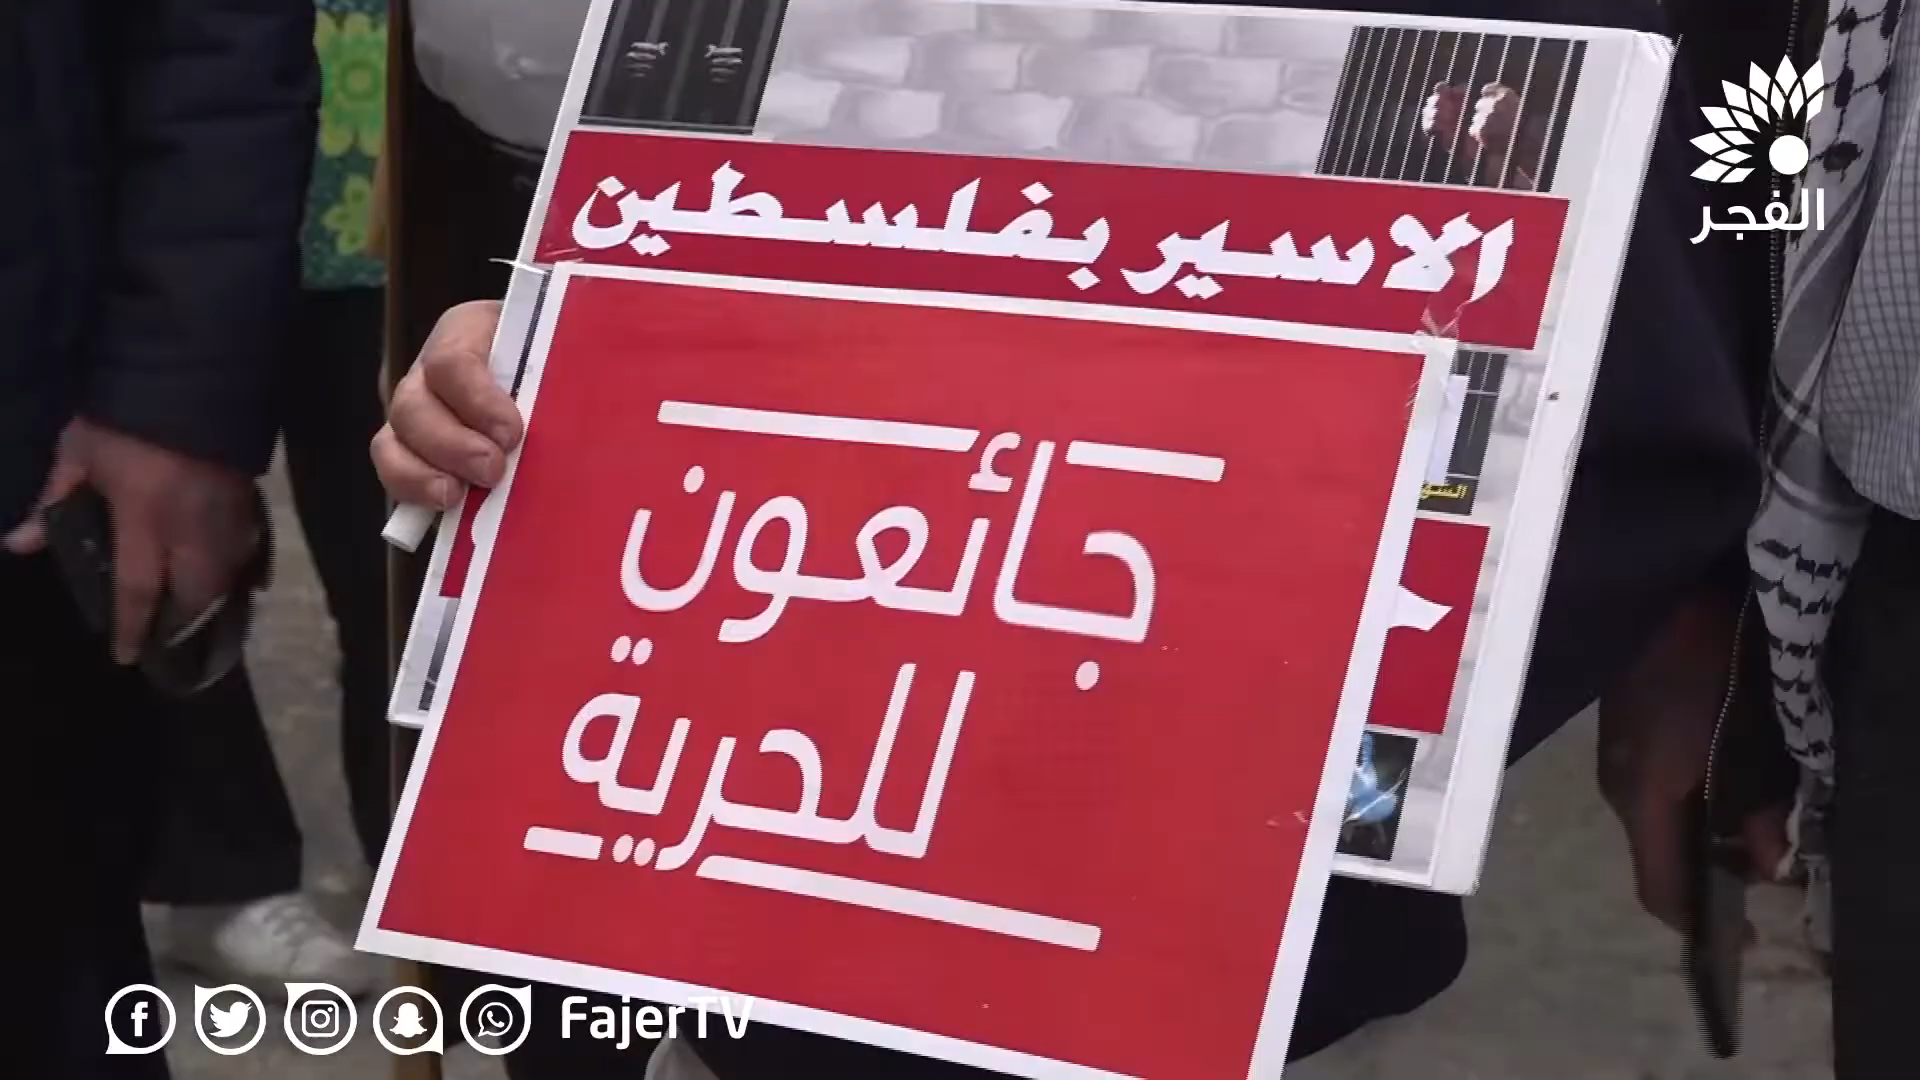 الفجر
الاسير بفلسطين
جائعون
للحرية
FajerTV